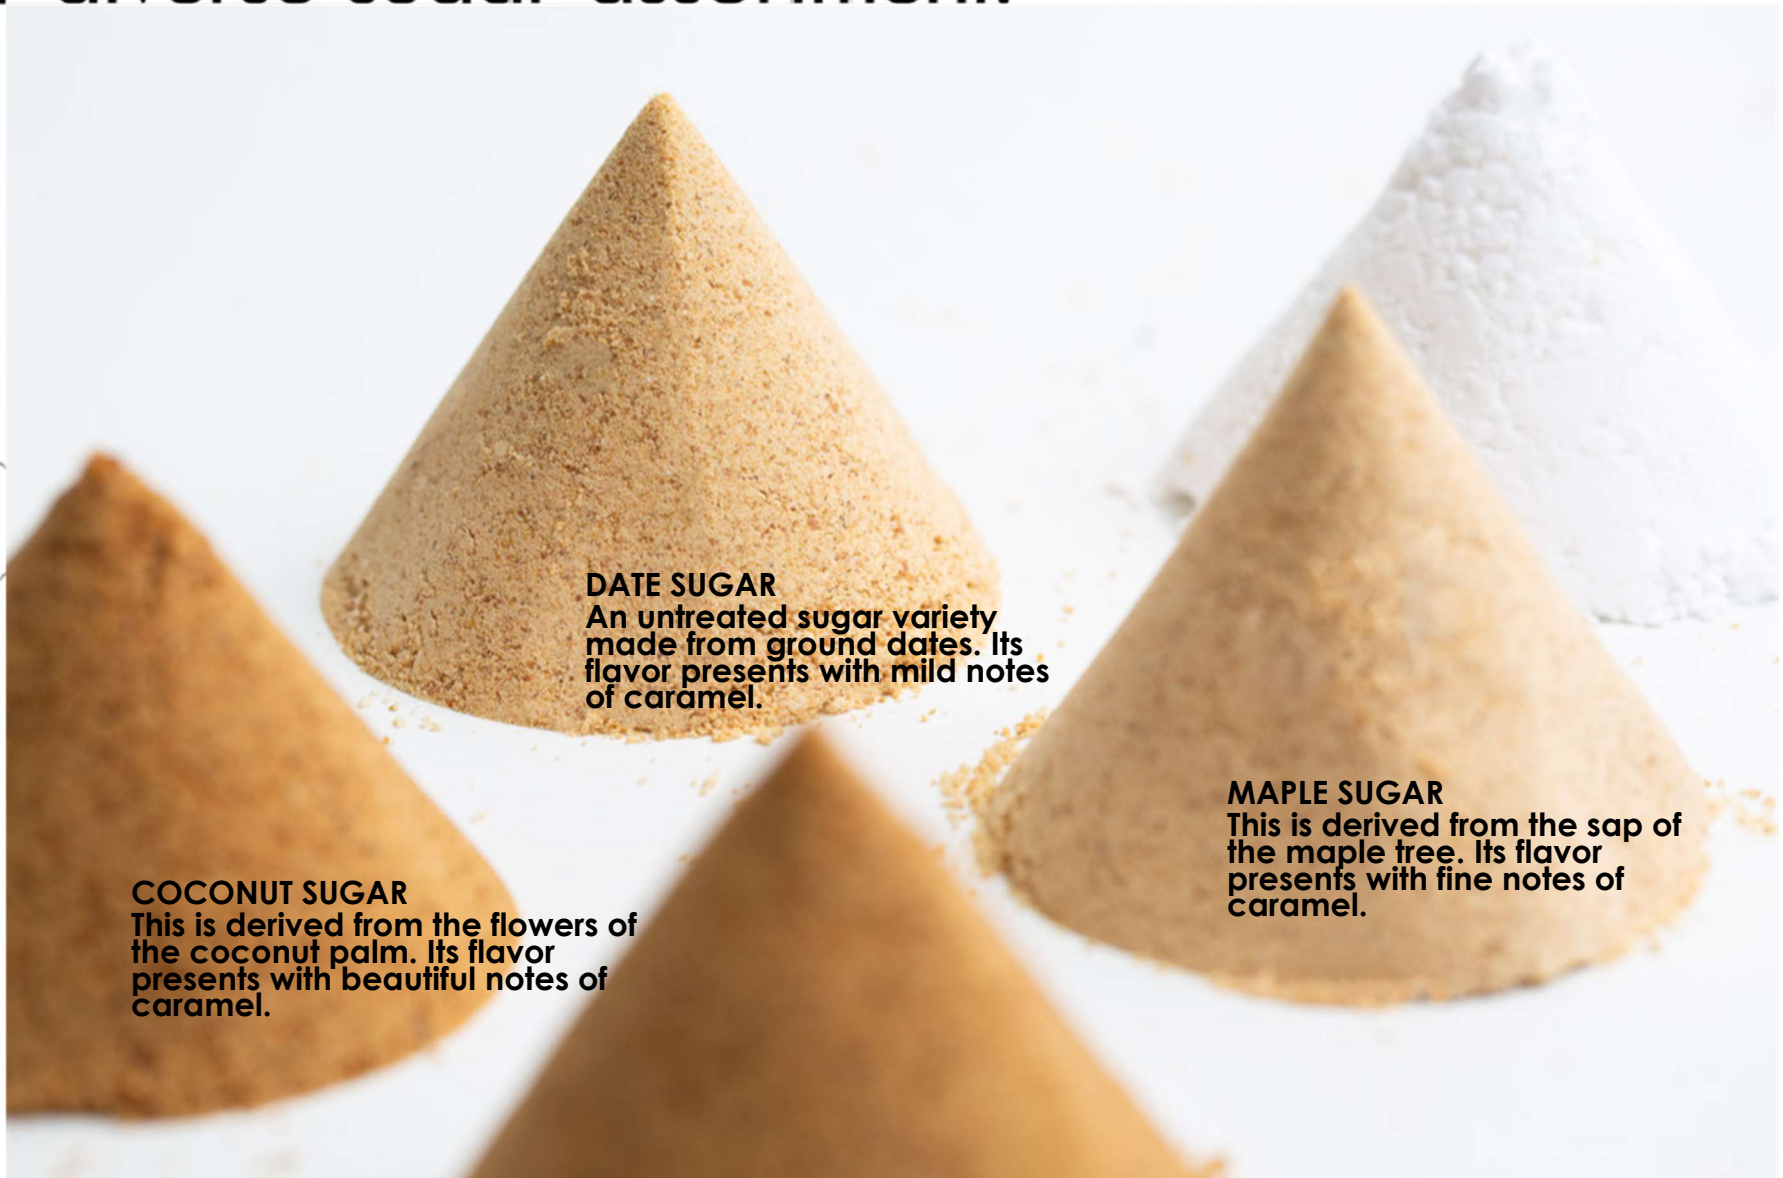 diverse sugar assortment.
DATE SUGAR
An untreated sugar variety
made from ground dates. Its
flavor presents with mild notes
of caramel.
MAPLE SUGAR
This is derived from the sap of
the maple tree. Its flavor
presents with fine notes of
caramel.
COCONUT SUGAR
This is derived from the flowers of
the coconut palm. Its flavor
presents with beautiful notes of
caramel.